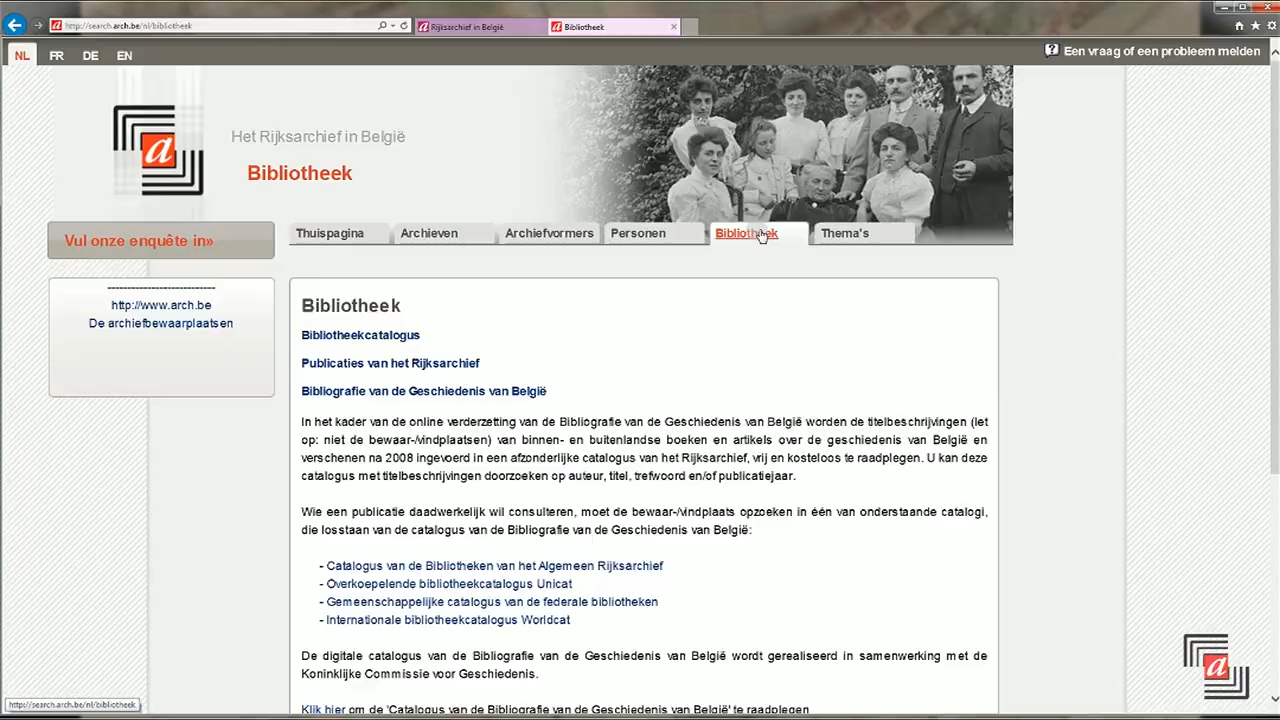 http://search.arch.be/nl/bibliotheek
Rijksarchief in België
Bibliotheek
NL FR DE EN
Een vraag of een probleem melden
a
Het Rijksarchief in België
Bibliotheek
Vul onze enquête in»
Thuispagina Archieven Archiefvormers Personen Bibliotheek Thema's
----------------------------
http://www.arch.be
De archiefbewaarplaatsen
Bibliotheek
Bibliotheekcatalogus
Publicaties van het Rijksarchief
Bibliografie van de Geschiedenis van België
In het kader van de online verderzetting van de Bibliografie van de Geschiedenis van België worden de titelbeschrijvingen (let
op: niet de bewaar-/vindplaatsen) van binnen- en buitenlandse boeken en artikels over de geschiedenis van België en
verschenen na 2008 ingevoerd in een afzonderlijke catalogus van het Rijksarchief, vrij en kosteloos te raadplegen. U kan deze
catalogus met titelbeschrijvingen doorzoeken op auteur, titel, trefwoord en/of publicatiejaar.
Wie een publicatie daadwerkelijk wil consulteren, moet de bewaar-/vindplaats opzoeken in één van onderstaande catalogi,
die losstaan van de catalogus van de Bibliografie van de Geschiedenis van België:
- Catalogus van de Bibliotheken van het Algemeen Rijksarchief
- Overkoepelende bibliotheekcatalogus Unicat
- Gemeenschappelijke catalogus van de federale bibliotheken
- Internationale bibliotheekcatalogus Worldcat
De digitale catalogus van de Bibliografie van de Geschiedenis van België wordt gerealiseerd in samenwerking met de
Koninklijke Commissie voor Geschiedenis.
Klik hier om de 'Catalogus van de Bibliografie van de Geschiedenis van België' te raadplegen
http://search.arch.be/nl/bibliotheek
a